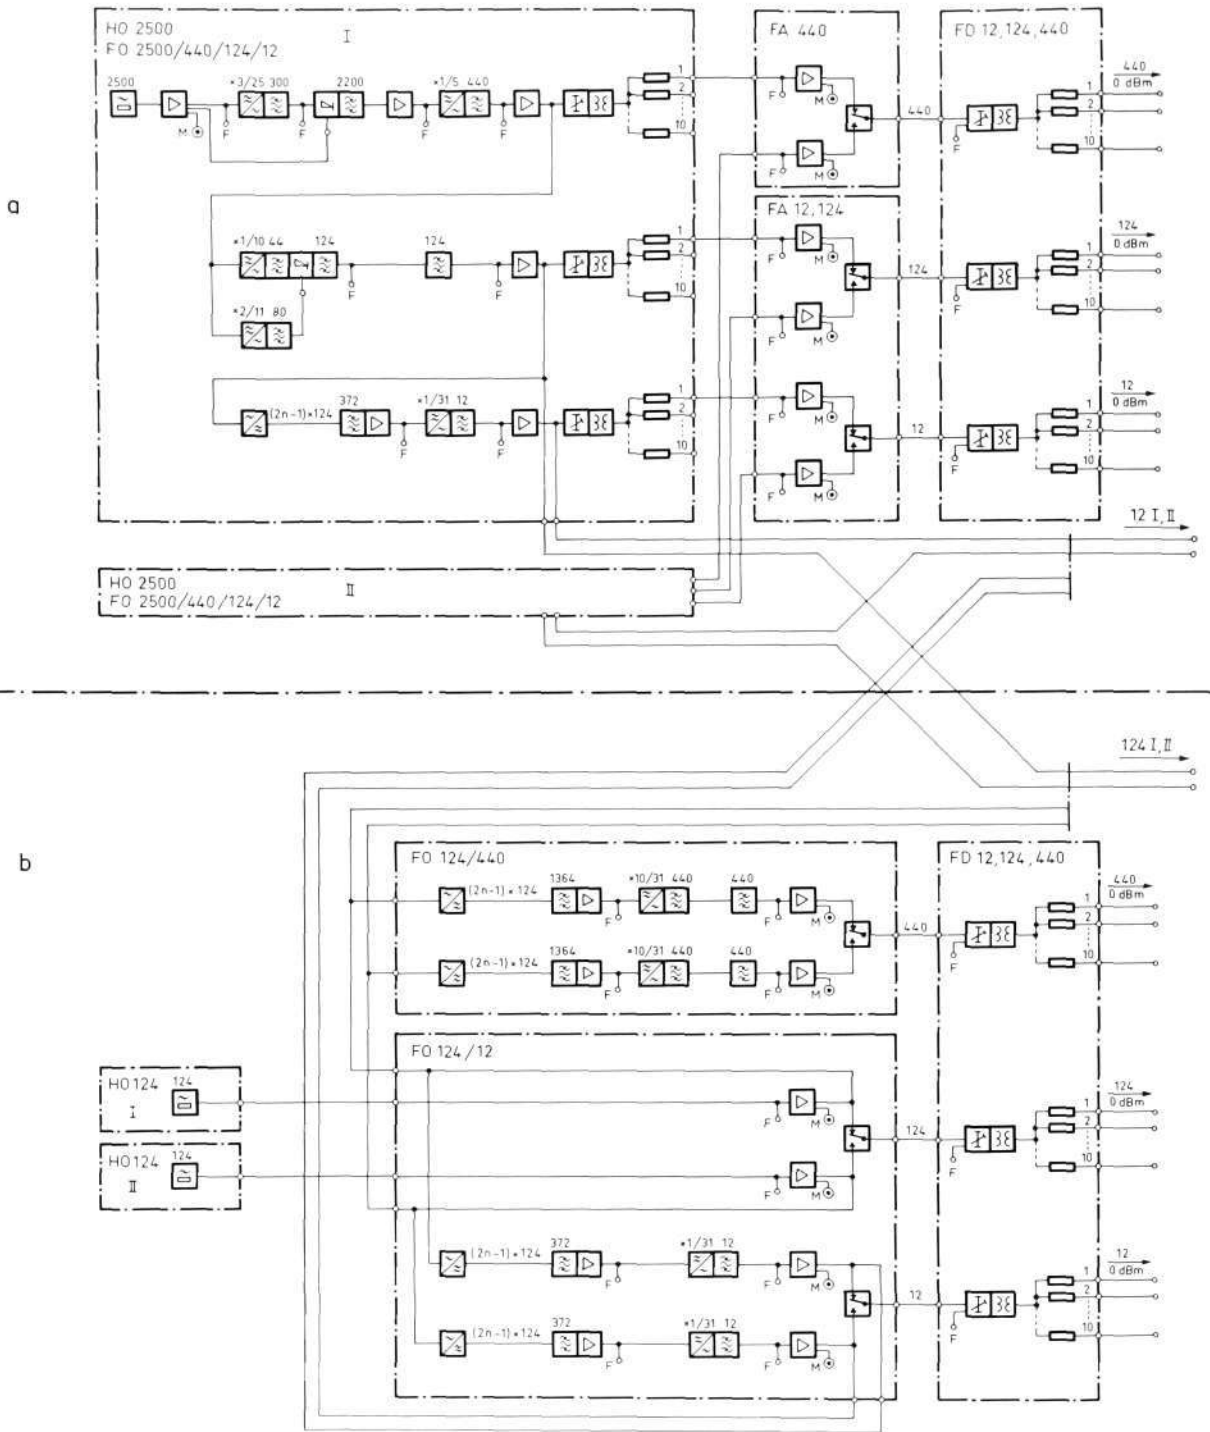 a
HO 2500 I
FO 2500/440/124/12
2500 ×3/25 300 2200 ×1/5 440 1
2
M F F F F 10
×1/10 44 124 124 1
2
F F 10
×2/11 80
(2n-1)×124 372 ×1/31 12 1
2
F F 10
FA 440
F M
440
F M
FA 12,124
F M
124
F M
F M
12
F M
FD 12,124,440
440
0 dBm
1
2
F 10
124
0 dBm
1
2
F 10
12
0 dBm
1
2
F 10
12 I,II
HO 2500 II
FO 2500/440/124/12
124 I,II
b
FO 124/440
(2n-1)×124 1364 ×10/31 440 440
F F M
440
(2n-1)×124 1364 ×10/31 440 440
F F M
FO 124/12
HO124 124
I
F M
124
HO124 124
II
F M
(2n-1)×124 372 ×1/31 12
F F M
12
(2n-1)×124 372 ×1/31 12
F F M
FD 12,124,440
440
0 dBm
1
2
F 10
124
0 dBm
1
2
F 10
12
0 dBm
1
2
F 10